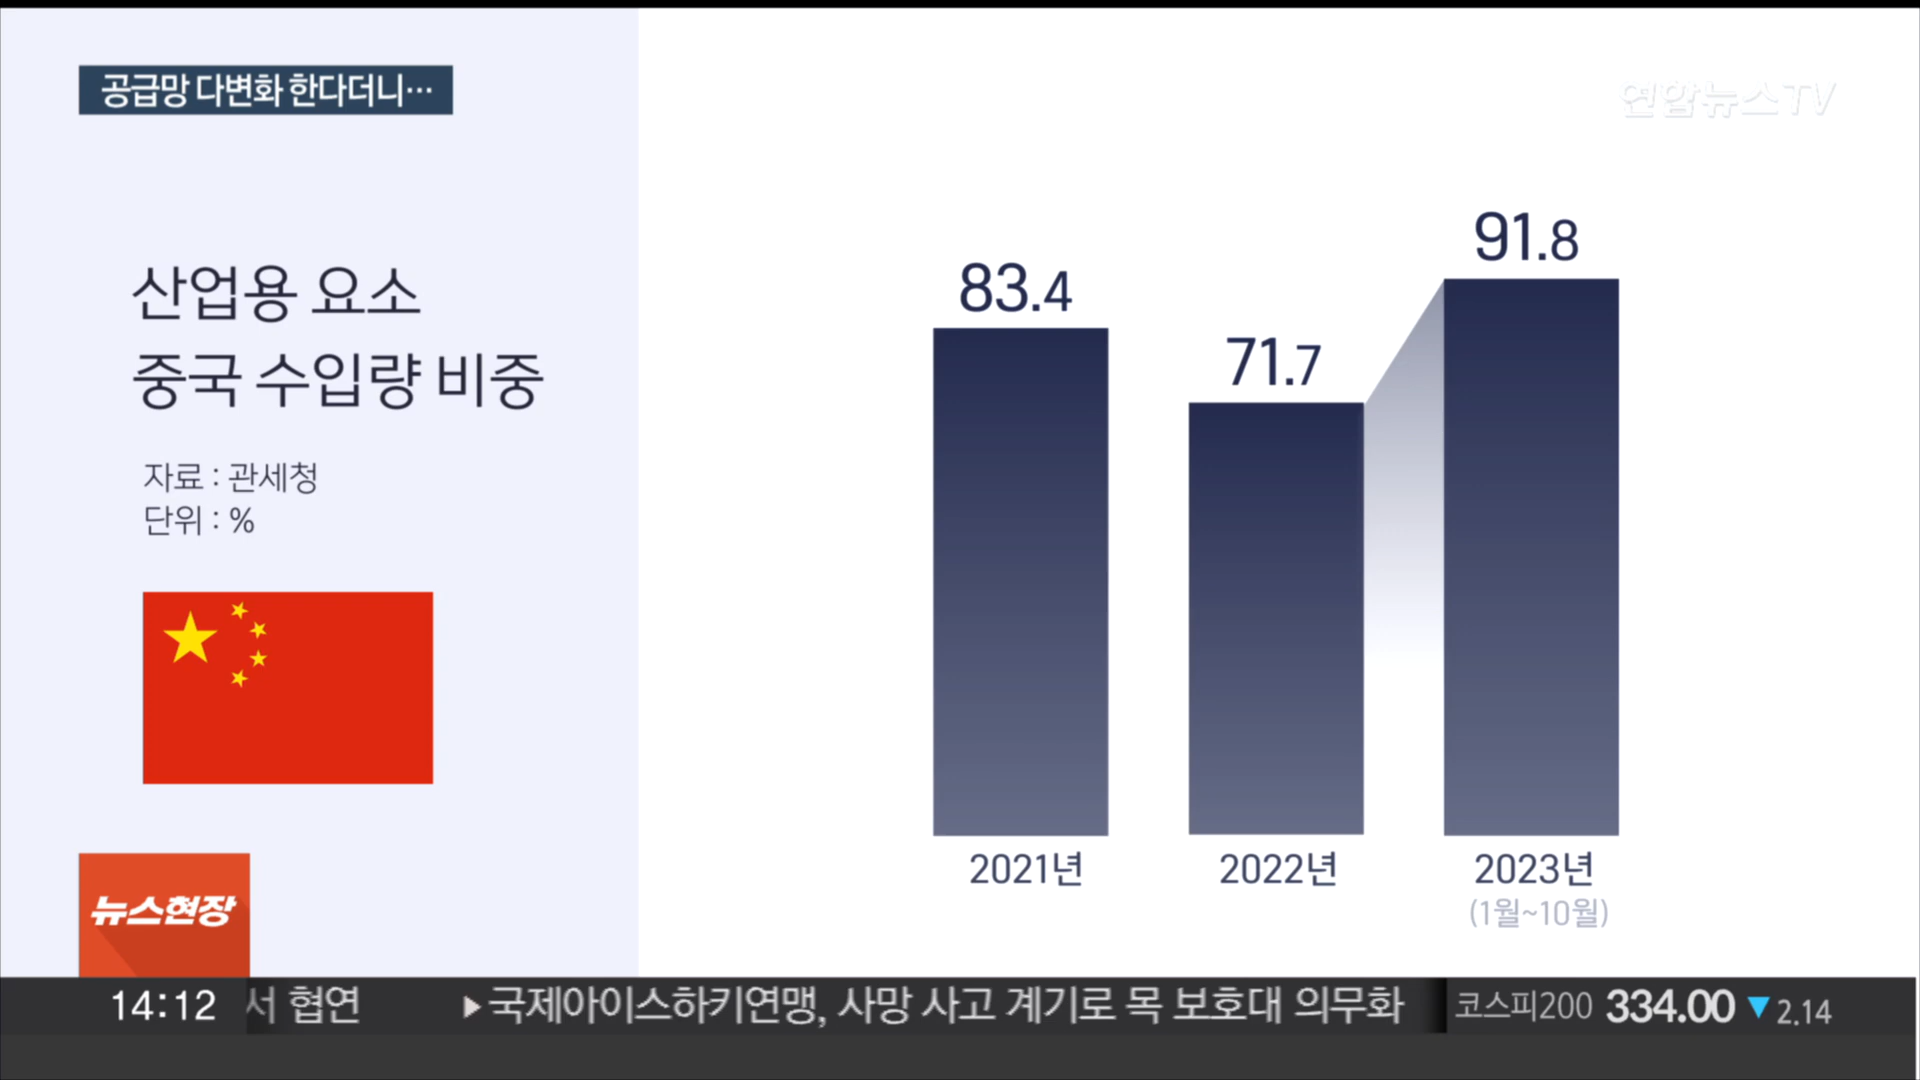 공급망 다변화 한다더니…
연합뉴스TV
산업용 요소
중국 수입량 비중
자료 : 관세청
단위 : %
83.4
71.7
91.8
2021년
2022년
2023년
(1월~10월)
뉴스현장
14:12
서 협연 ▶국제아이스하키연맹, 사망 사고 계기로 목 보호대 의무화
코스피200 334.00 ▼ 2.14